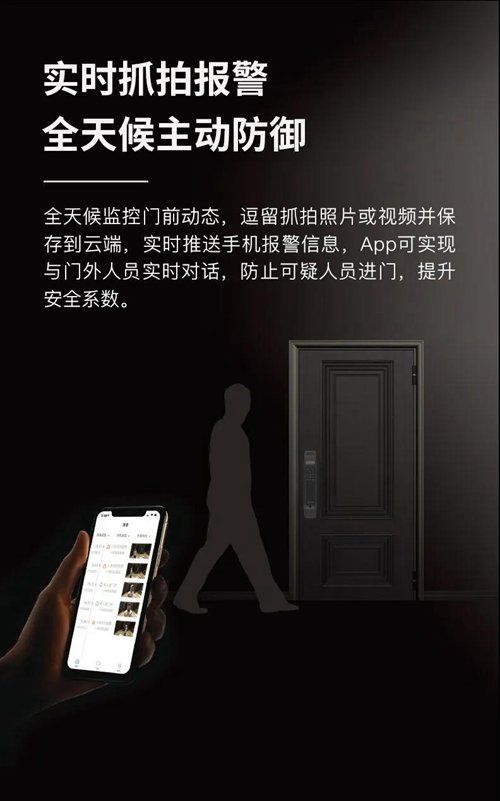 实时抓拍报警
全天候主动防御
全天候监控门前动态，逗留抓拍照片或视频并保
存到云端，实时推送手机报警信息，App可实现
与门外人员实时对话，防止可疑人员进门，提升
安全系数。